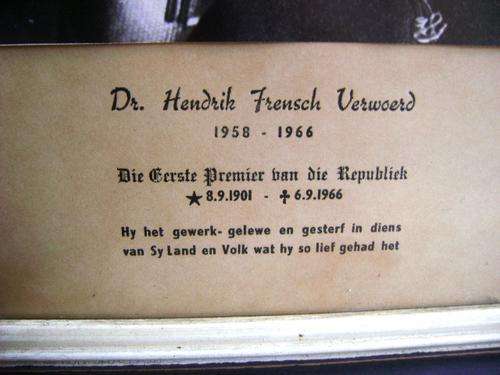 Dr. Hendrik Frensch Verwoerd
1958 - 1966
Die Eerste Premier van die Republiek
★ 8.9.1901 - ✝ 6.9.1966
Hy het gewerk- gelewe en gesterf in diens
van Sy Land en Volk wat hy so lief gehad het